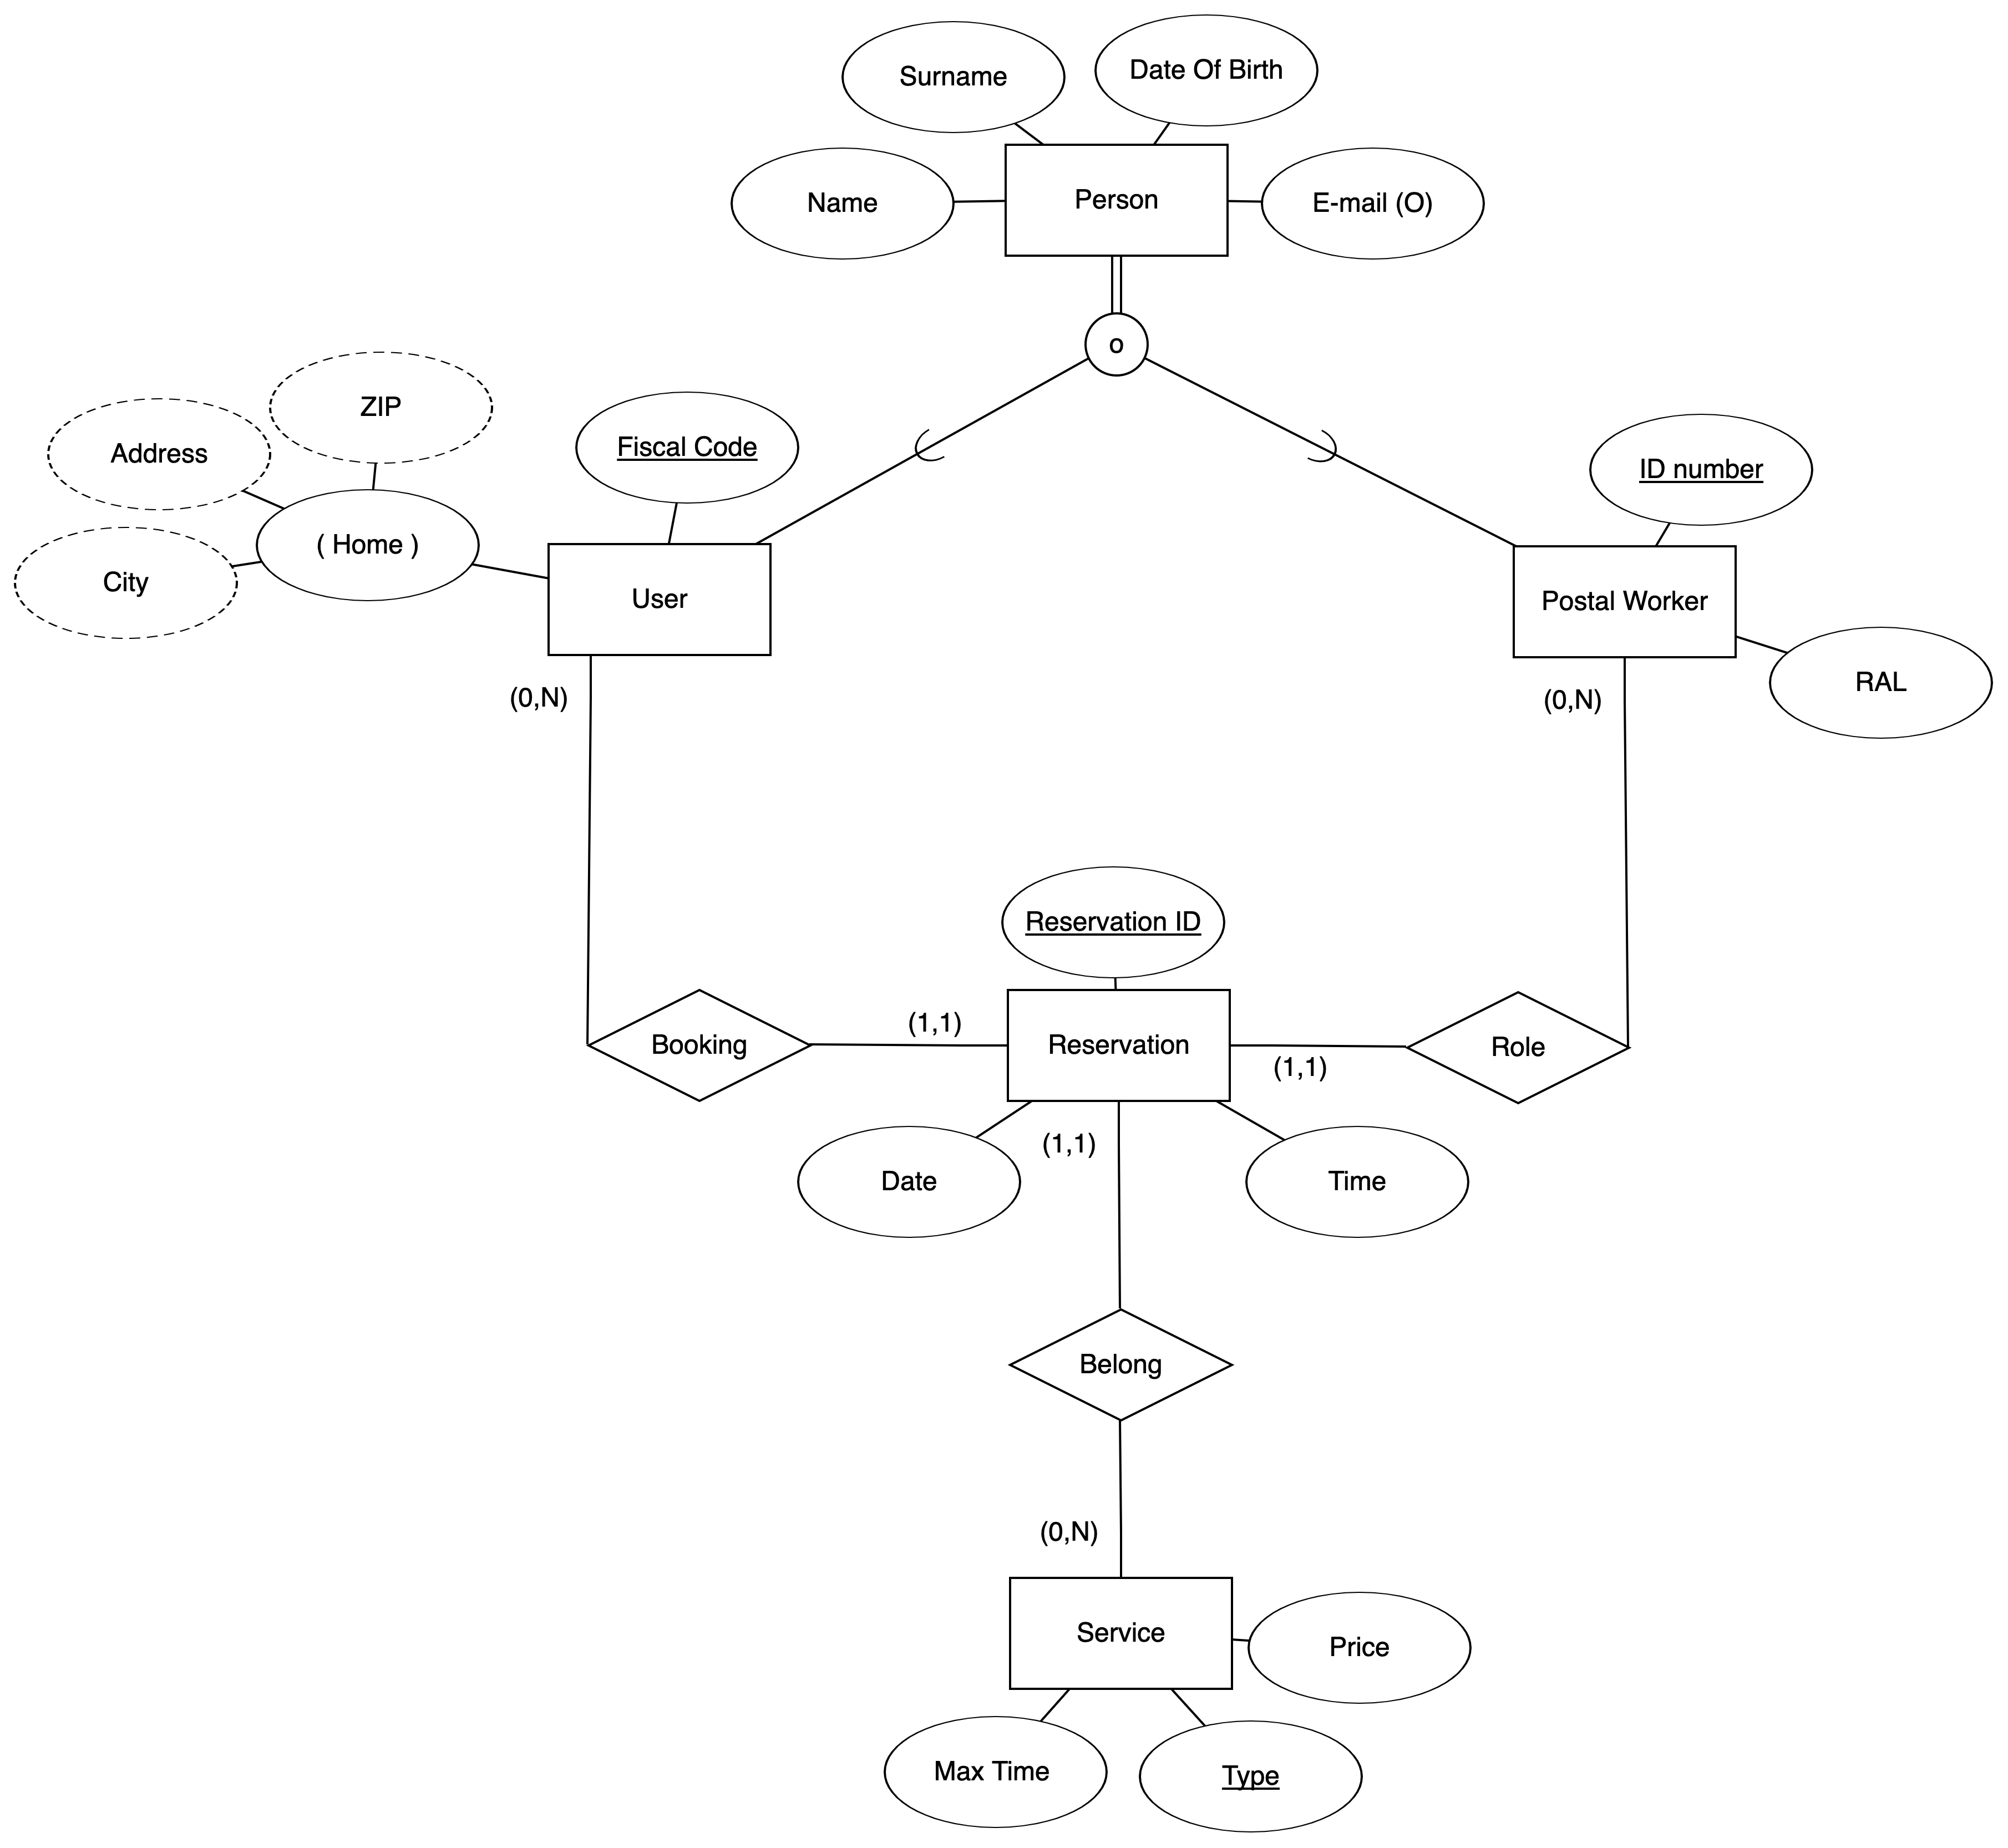 Surname
Date Of Birth
Name
Person
E-mail (O)
o
ZIP
Address
Fiscal Code
ID number
( Home )
City
User
Postal Worker
RAL
(0,N)
(0,N)
Reservation ID
(1,1)
Booking
Reservation
Role
(1,1)
(1,1)
Date
Time
Belong
(0,N)
Service
Price
Max Time
Type